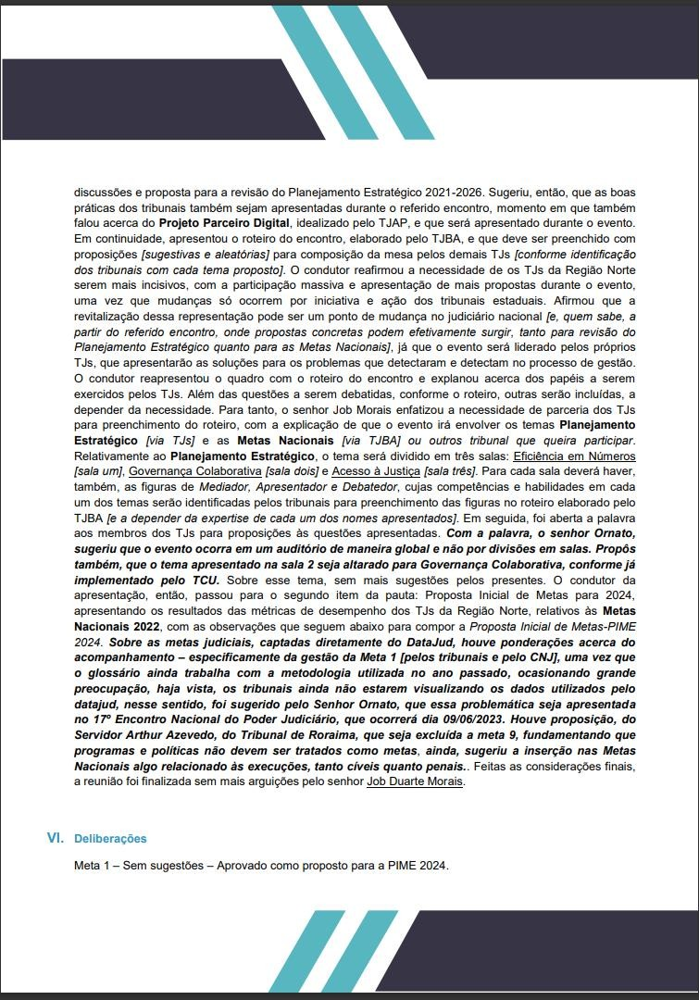 discussões e proposta para a revisão do Planejamento Estratégico 2021-2026. Sugeriu, então, que as boas
práticas dos tribunais também sejam apresentadas durante o referido encontro, momento em que também
falou acerca do Projeto Parceiro Digital, idealizado pelo TJAP, e que será apresentado durante o evento.
Em continuidade, apresentou o roteiro do encontro, elaborado pelo TJBA, e que deve ser preenchido com
proposições [sugestivas e aleatórias] para composição da mesa pelos demais TJs [conforme identificação
dos tribunais com cada tema proposto]. O condutor reafirmou a necessidade de os TJs da Região Norte
serem mais incisivos, com a participação massiva e apresentação de mais propostas durante o evento,
uma vez que mudanças só ocorrem por iniciativa e ação dos tribunais estaduais. Afirmou que a
revitalização dessa representação pode ser um ponto de mudança no judiciário nacional [e, quem sabe, a
partir do referido encontro, onde propostas concretas podem efetivamente surgir, tanto para revisão do
Planejamento Estratégico quanto para as Metas Nacionais], já que o evento será liderado pelos próprios
TJs, que apresentarão as soluções para os problemas que detectaram e detectam no processo de gestão.
O condutor reapresentou o quadro com o roteiro do encontro e explanou acerca dos papéis a serem
exercidos pelos TJs. Além das questões a serem debatidas, conforme o roteiro, outras serão incluídas, a
depender da necessidade. Para tanto, o senhor Job Morais enfatizou a necessidade de parceria dos TJs
para preenchimento do roteiro, com a explicação de que o evento irá envolver os temas Planejamento
Estratégico [via TJs] e as Metas Nacionais [via TJBA] ou outros tribunal que queira participar.
Relativamente ao Planejamento Estratégico, o tema será dividido em três salas: Eficiência em Números
[sala um], Governança Colaborativa [sala dois] e Acesso à Justiça [sala três]. Para cada sala deverá haver,
também, as figuras de Mediador, Apresentador e Debatedor, cujas competências e habilidades em cada
um dos temas serão identificadas pelos tribunais para preenchimento das figuras no roteiro elaborado pelo
TJBA [e a depender da expertise de cada um dos nomes apresentados]. Em seguida, foi aberta a palavra
aos membros dos TJs para proposições às questões apresentadas. Com a palavra, o senhor Ornato,
sugeriu que o evento ocorra em um auditório de maneira global e não por divisões em salas. Propôs
também, que o tema apresentado na sala 2 seja altarado para Governança Colaborativa, conforme já
implementado pelo TCU. Sobre esse tema, sem mais sugestões pelos presentes. O condutor da
apresentação, então, passou para o segundo item da pauta: Proposta Inicial de Metas para 2024,
apresentando os resultados das métricas de desempenho dos TJs da Região Norte, relativos às Metas
Nacionais 2022, com as observações que seguem abaixo para compor a Proposta Inicial de Metas-PIME
2024. Sobre as metas judiciais, captadas diretamente do DataJud, houve ponderações acerca do
acompanhamento – especificamente da gestão da Meta 1 [pelos tribunais e pelo CNJ], uma vez que
o glossário ainda trabalha com a metodologia utilizada no ano passado, ocasionando grande
preocupação, haja vista, os tribunais ainda não estarem visualizando os dados utilizados pelo
datajud, nesse sentido, foi sugerido pelo Senhor Ornato, que essa problemática seja apresentada
no 17º Encontro Nacional do Poder Judiciário, que ocorrerá dia 09/06/2023. Houve proposição, do
Servidor Arthur Azevedo, do Tribunal de Roraima, que seja excluída a meta 9, fundamentando que
programas e políticas não devem ser tratados como metas, ainda, sugeriu a inserção nas Metas
Nacionais algo relacionado às execuções, tanto cíveis quanto penais.. Feitas as considerações finais,
a reunião foi finalizada sem mais arguições pelo senhor Job Duarte Morais.
VI. Deliberações
Meta 1 – Sem sugestões – Aprovado como proposto para a PIME 2024.